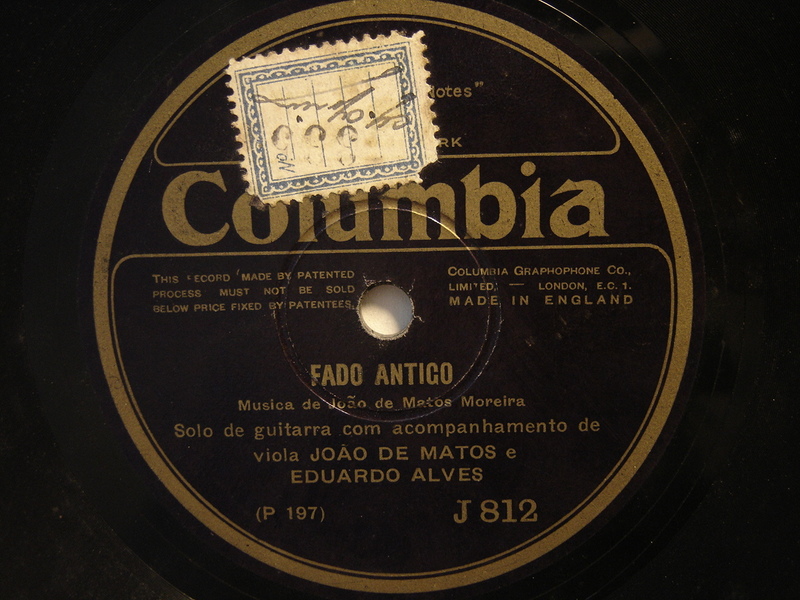 Notes"
RK
Columbia
THIS RECORD MADE BY PATENTED
PROCESS MUST NOT BE SOLD
BELOW PRICE FIXED BY PATENTEES.
COLUMBIA GRAPHOPHONE CO.,
LIMITED, — LONDON, E.C. 1.
MADE IN ENGLAND
FADO ANTIGO
Musica de João de Matos Moreira
Solo de guitarra com acompanhamento de
viola JOÃO DE MATOS e
EDUARDO ALVES
(P 197) J 812